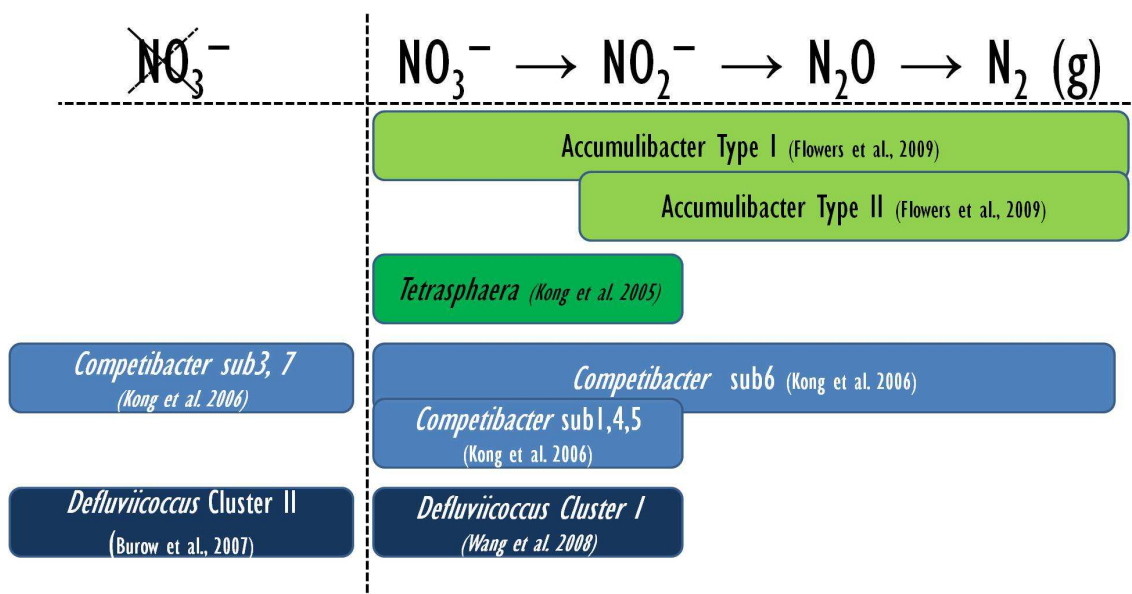 NO₃⁻ NO₃⁻ → NO₂⁻ → N₂O → N₂ (g)
Accumulibacter Type I (Flowers et al., 2009)
Accumulibacter Type II (Flowers et al., 2009)
Tetrasphaera (Kong et al. 2005)
Competibacter sub3, 7
(Kong et al. 2006)
Competibacter sub6 (Kong et al. 2006)
Competibacter sub1,4,5
(Kong et al. 2006)
Defluviicoccus Cluster II
(Burow et al., 2007)
Defluviicoccus Cluster I
(Wang et al. 2008)